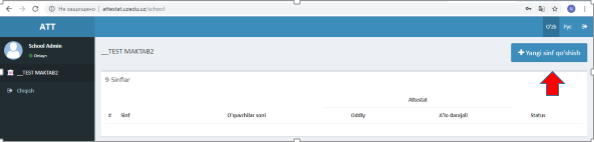 Не защищено | attestat.uzedu.uz/school
ATT
O'zb Рус
School Admin
Onlayn
__TEST MAKTAB2
+ Yangi sinf qo'shish
__TEST MAKTAB2
Chiqish
9-Sinflar
Attestat
# Sinf O'quvchilar soni Oddiy A'lo darajali Status